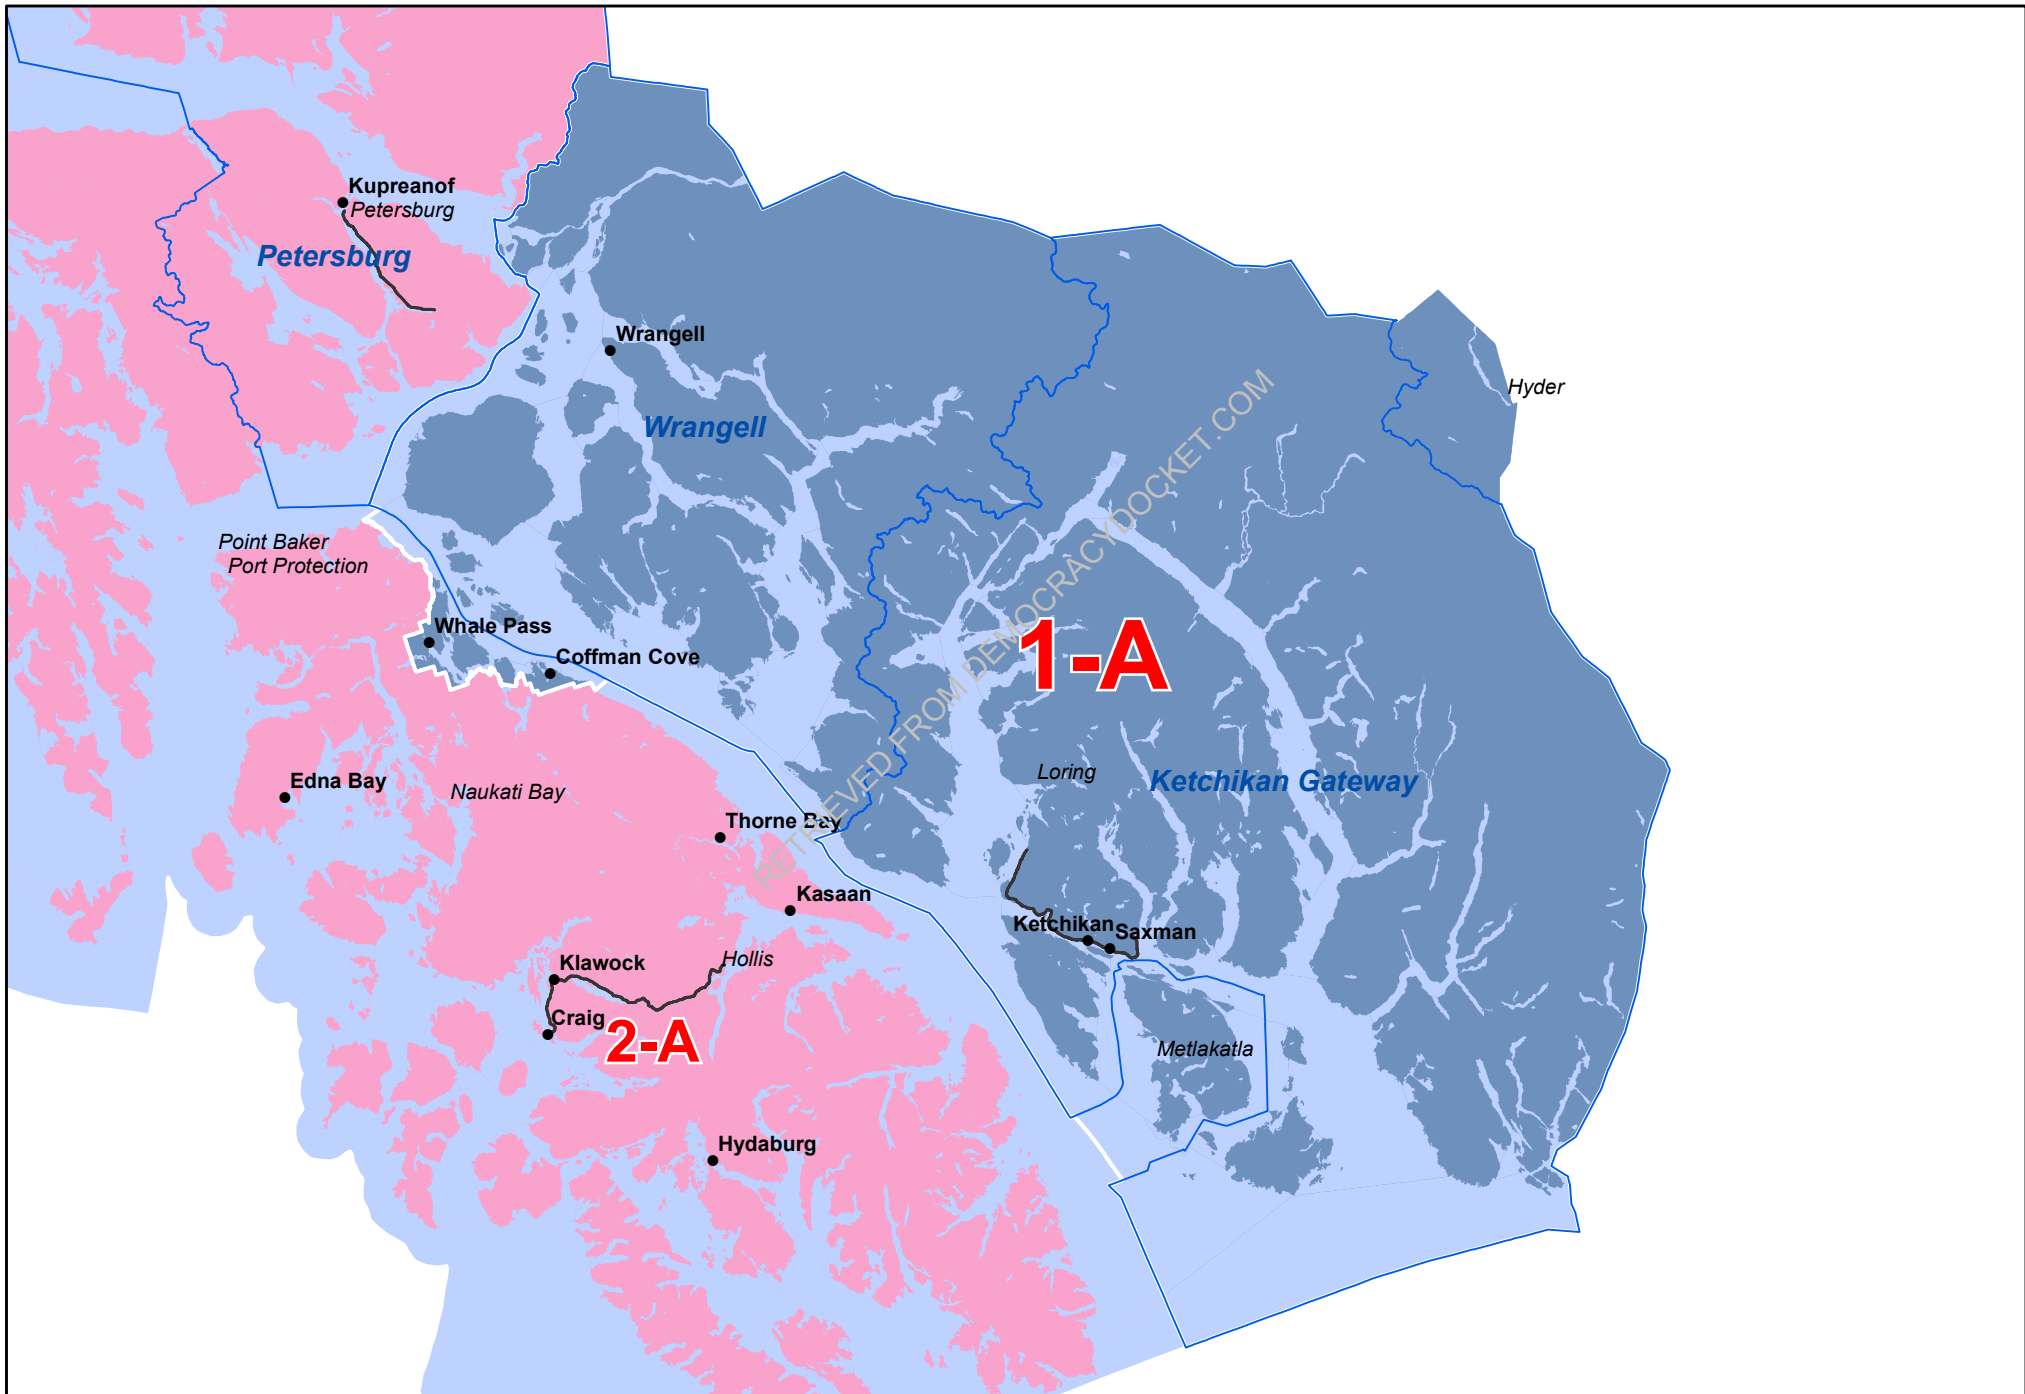 Kupreanof
Petersburg
Petersburg
Wrangell
Hyder
Wrangell
Point Baker
Port Protection
Whale Pass
Coffman Cove
1-A
Edna Bay
Naukati Bay
Loring
Ketchikan Gateway
Thorne Bay
RETRIEVED FROM DEMOCRACYDOCKET.COM
Kasaan
Ketchikan
Saxman
Klawock
Hollis
Craig
2-A
Metlakatla
Hydaburg